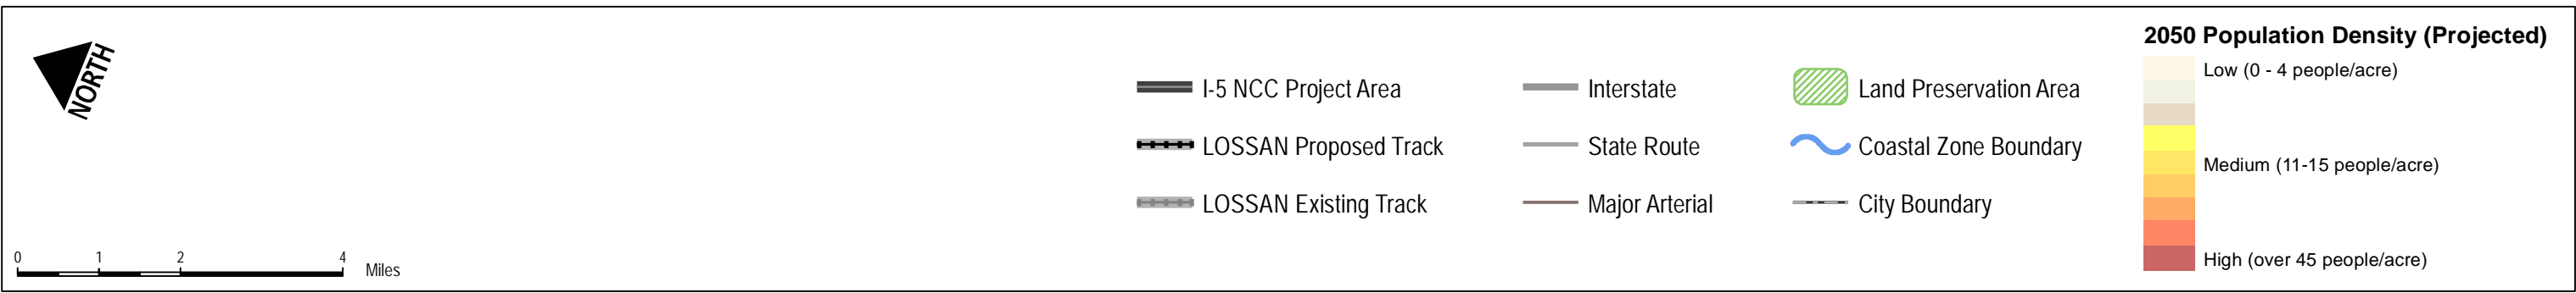 NORTH
0 1 2 4 Miles
I-5 NCC Project Area
LOSSAN Proposed Track
LOSSAN Existing Track
Interstate
State Route
Major Arterial
Land Preservation Area
Coastal Zone Boundary
City Boundary
2050 Population Density (Projected)
Low (0 - 4 people/acre)
Medium (11-15 people/acre)
High (over 45 people/acre)